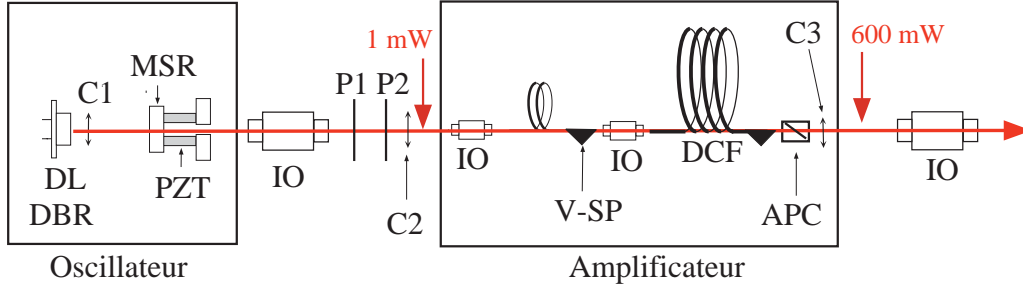 1 mW
600 mW
MSR
P1 P2
C3
C1
IO
IO
DCF
DL
DBR
PZT
IO
C2
V-SP
APC
IO
Oscillateur
Amplificateur